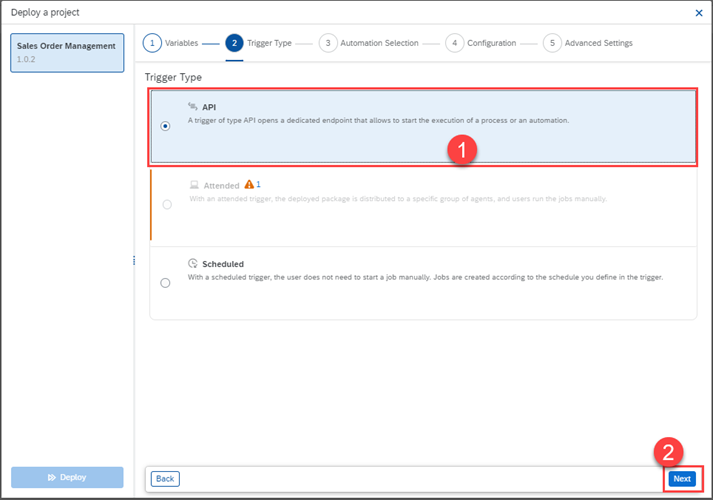 Deploy a project
Sales Order Management
1.0.2
1 Variables 2 Trigger Type 3 Automation Selection 4 Configuration 5 Advanced Settings
Trigger Type
API
A trigger of type API opens a dedicated endpoint that allows to start the execution of a process or an automation.
1
Attended 1
With an attended trigger, the deployed package is distributed to a specific group of agents, and users run the jobs manually.
Scheduled
With a scheduled trigger, the user does not need to start a job manually. Jobs are created according to the schedule you define in the trigger.
2
Deploy
Back
Next